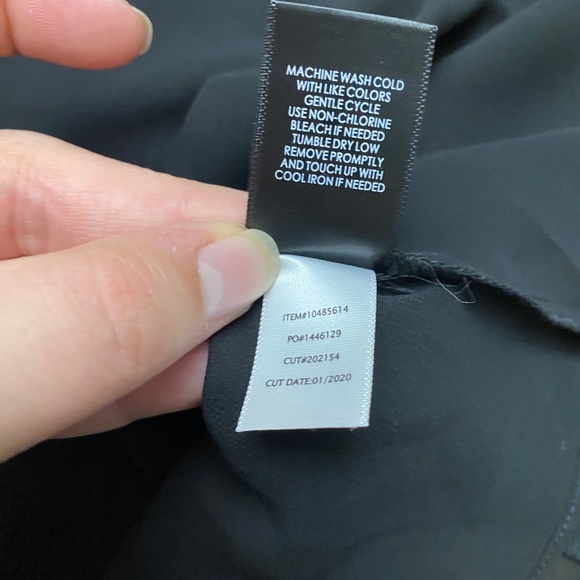 MACHINE WASH COLD
WITH LIKE COLORS
GENTLE CYCLE
USE NON-CHLORINE
BLEACH IF NEEDED
TUMBLE DRY LOW
REMOVE PROMPTLY
AND TOUCH UP WITH
COOL IRON IF NEEDED
ITEM#10485614
PO#1446129
CUT#202154
CUT DATE:01/2020